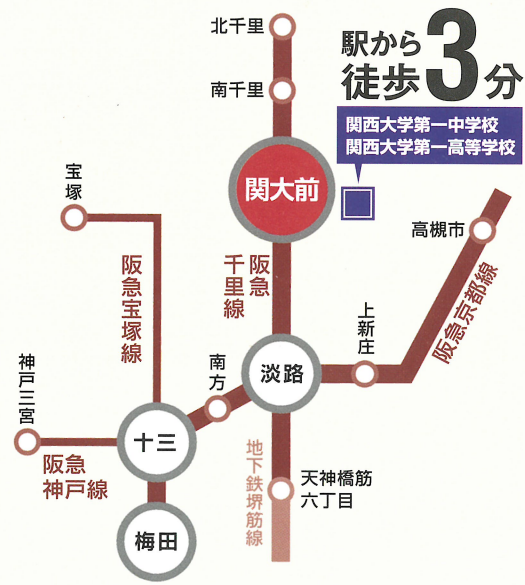 北千里
駅から
徒歩3分
南千里
関西大学第一中学校
関西大学第一高等学校
関大前
宝塚
高槻市
阪急
千里線
阪急宝塚線
阪急京都線
上新庄
淡路
南方
神戸三宮
十三
阪急
神戸線
地下鉄堺筋線
天神橋筋
六丁目
梅田